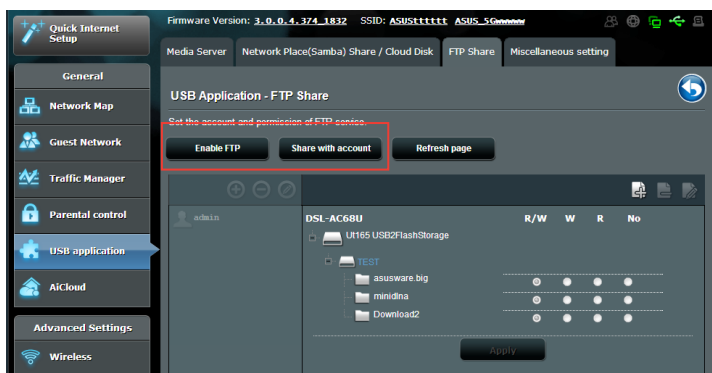 Quick Internet
Setup
Firmware Version: 3.0.0.4.374_1832 SSID: ASUSttttt ASUS_5G
Media Server
Network Place(Samba) Share / Cloud Disk
FTP Share
Miscellaneous setting
General
Network Map
Guest Network
Traffic Manager
Parental control
USB application
AiCloud
Advanced Settings
Wireless
USB Application - FTP Share
Set the account and permission of FTP service.
Enable FTP
Share with account
Refresh page
admin
DSL-AC68U
R/W W R No
Ut165 USB2FlashStorage
TEST
asusware.big
minidlna
Download2
Apply